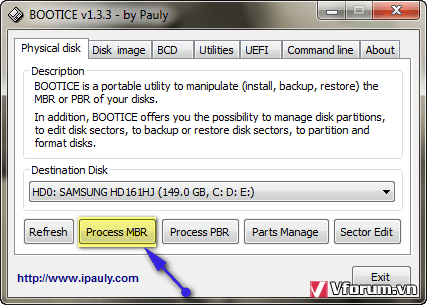 BOOTICE v1.3.3 - by Pauly
Physical disk Disk image BCD Utilities UEFI Command line About
Description
BOOTICE is a portable utility to manipulate (install, backup, restore) the
MBR or PBR of your disks.
In addition, BOOTICE offers you the possibility to manage disk partitions,
to edit disk sectors, to backup or restore disk sectors, to partition and
format disks.
Destination Disk
HD0: SAMSUNG HD161HJ (149.0 GB, C: D: E:)
Refresh Process MBR Process PBR Parts Manage Sector Edit
http://www.ipauly.com Exit
Vforum.vn